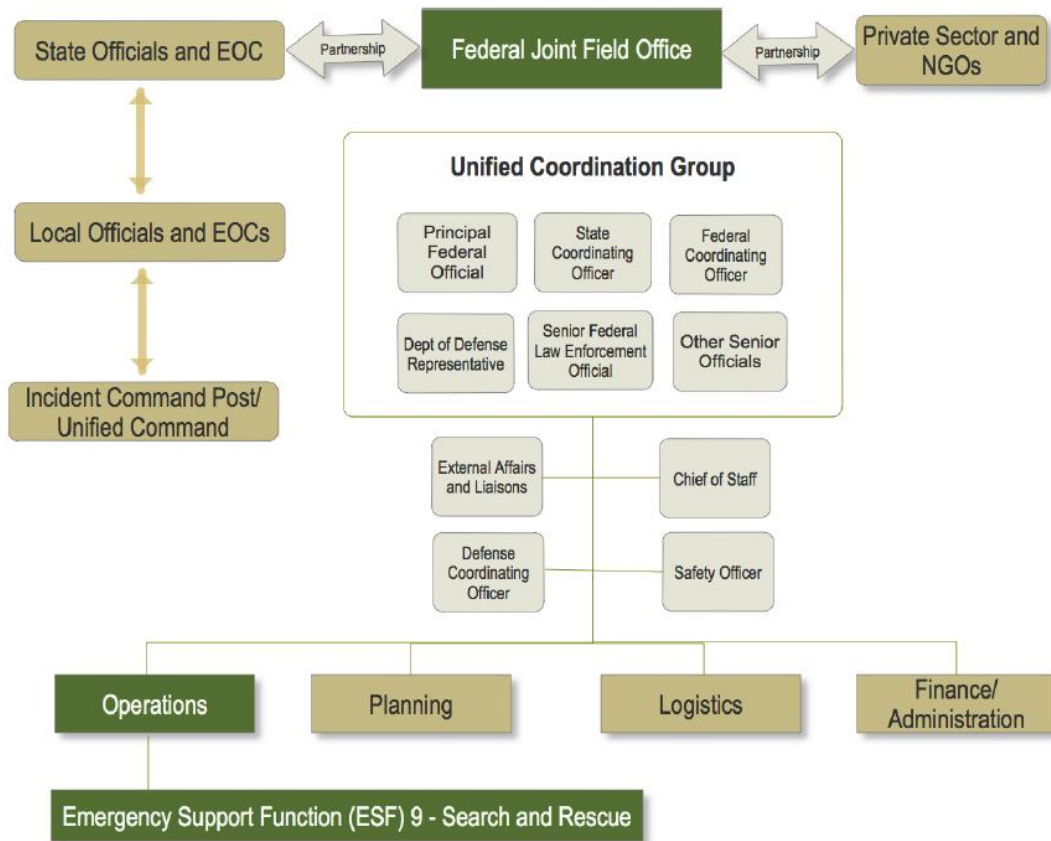 State Officials and EOC
Partnership
Federal Joint Field Office
Partnership
Private Sector and
NGOs
Unified Coordination Group
Principal
Federal
Official
State
Coordinating
Officer
Federal
Coordinating
Officer
Local Officials and EOCs
Dept of Defense
Representative
Senior Federal
Law Enforcement
Official
Other Senior
Officials
Incident Command Post/
Unified Command
External Affairs
and Liaisons
Chief of Staff
Defense
Coordinating
Officer
Safety Officer
Operations
Planning
Logistics
Finance/
Administration
Emergency Support Function (ESF) 9 - Search and Rescue